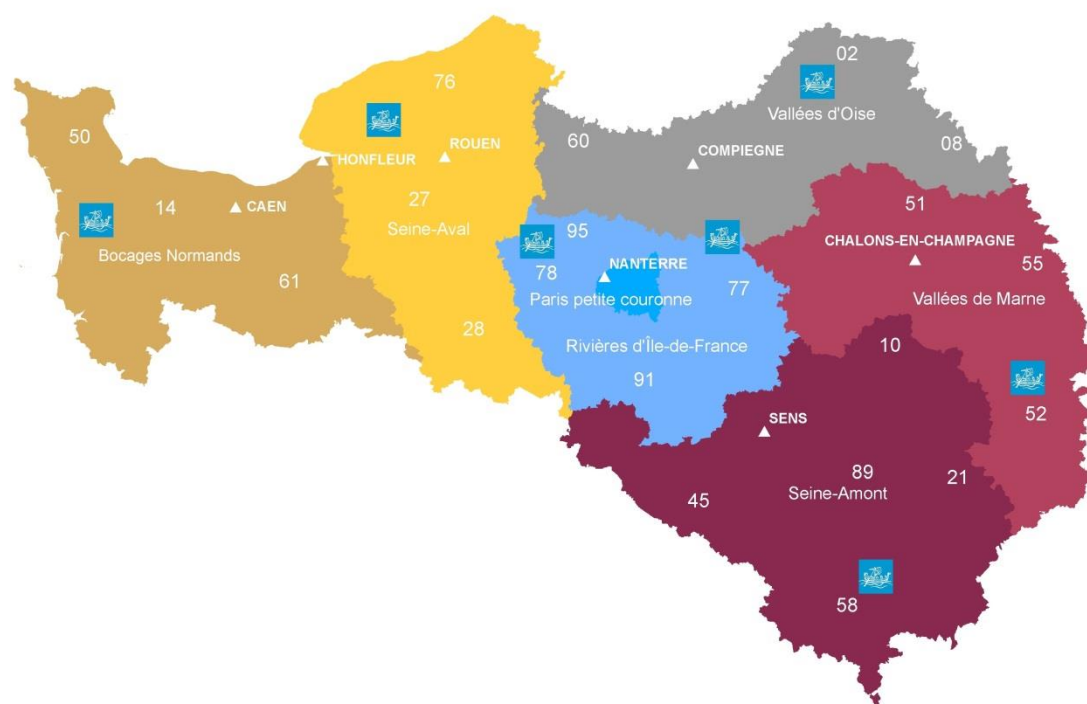 02
76
Vallées d'Oise
50
60
08
ROUEN
HONFLEUR
COMPIEGNE
14
CAEN
27
51
Seine-Aval
95
CHALONS-EN-CHAMPAGNE
Bocages Normands
NANTERRE
55
61
78
77
Paris petite couronne
Vallées de Marne
28
Rivières d'Île-de-France
10
91
SENS
52
89
21
45
Seine-Amont
58